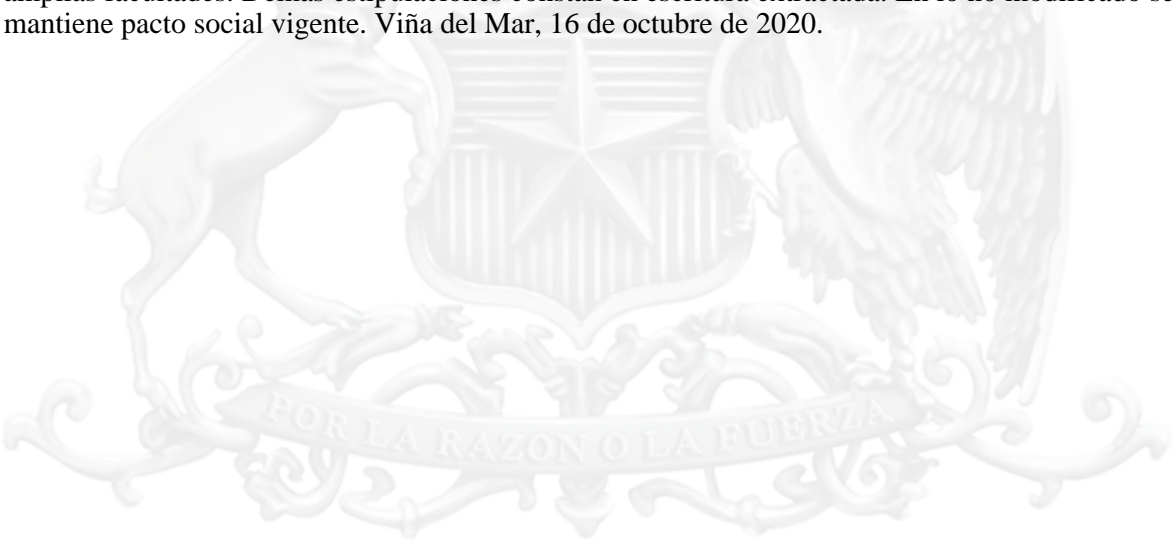 amplias facultades. Demás estipulaciones constan en escritura extractada. En lo no modificado se
mantiene pacto social vigente. Viña del Mar, 16 de octubre de 2020.
POR LA RAZON O LA FUERZA